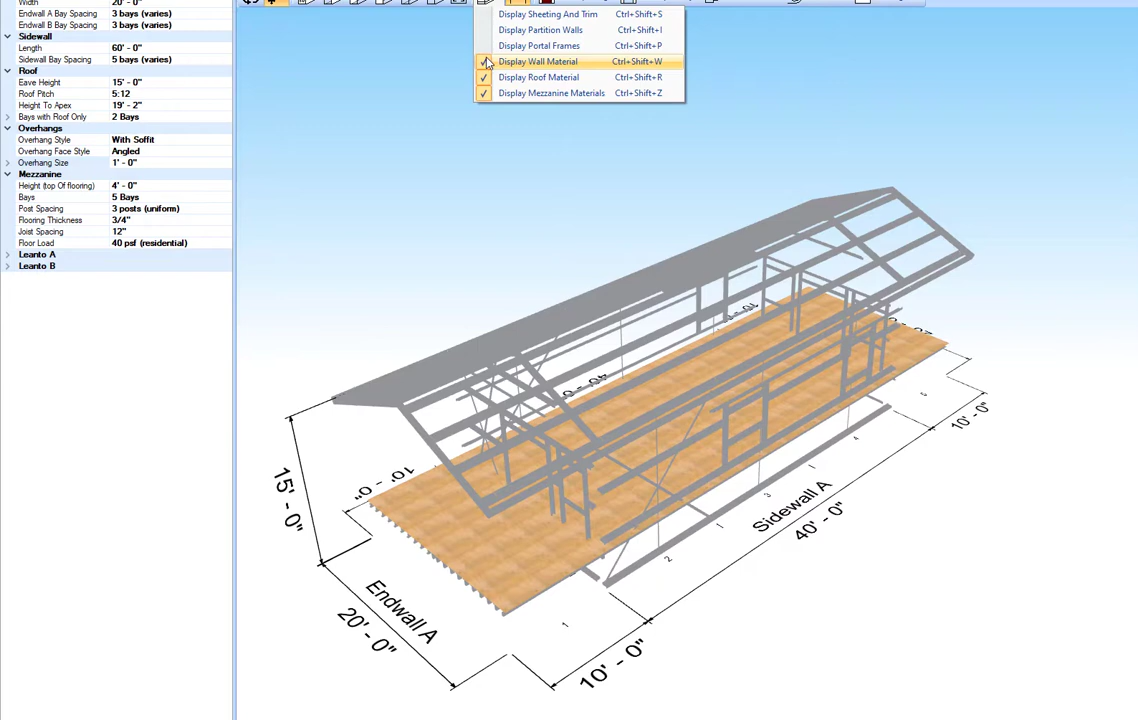 Width 20' - 0"
Endwall A Bay Spacing 3 bays (varies)
Endwall B Bay Spacing 3 bays (varies)
Sidewall
Length 60' - 0"
Sidewall Bay Spacing 5 bays (varies)
Roof
Eave Height 15' - 0"
Roof Pitch 5:12
Height To Apex 19' - 2"
Bays with Roof Only 2 Bays
Overhangs
Overhang Style With Soffit
Overhang Face Style Angled
Overhang Size 1' - 0"
Mezzanine
Height (top Of flooring) 4' - 0"
Bays 5 Bays
Post Spacing 3 posts (uniform)
Flooring Thickness 3/4"
Joist Spacing 12"
Floor Load 40 psf (residential)
Leanto A
Leanto B
Display Sheeting And Trim Ctrl+Shift+S
Display Partition Walls Ctrl+Shift+I
Display Portal Frames Ctrl+Shift+P
Display Wall Material Ctrl+Shift+W
Display Roof Material Ctrl+Shift+R
Display Mezzanine Materials Ctrl+Shift+Z
10' - 0"
15' - 0"
Endwall A
20' - 0"
10' - 0"
Sidewall A
40' - 0"
10' - 0"
1
2
3
4